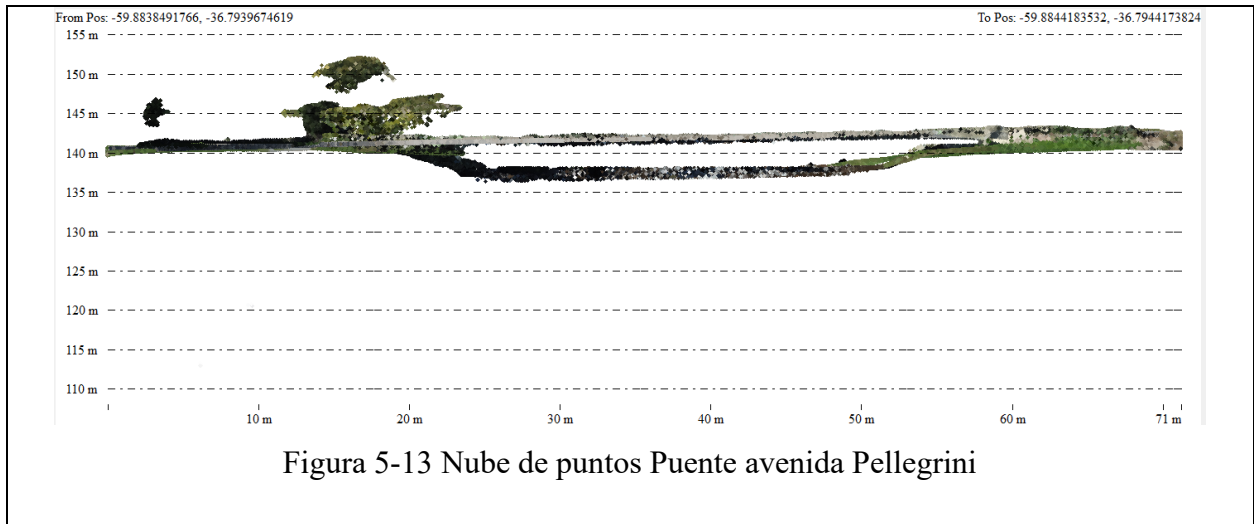 From Pos: -59.8838491766, -36.7939674619
To Pos: -59.8844183532, -36.7944173824
155 m
150 m
145 m
140 m
135 m
130 m
125 m
120 m
115 m
110 m
10 m
20 m
30 m
40 m
50 m
60 m
71 m
Figura 5-13 Nube de puntos Puente avenida Pellegrini